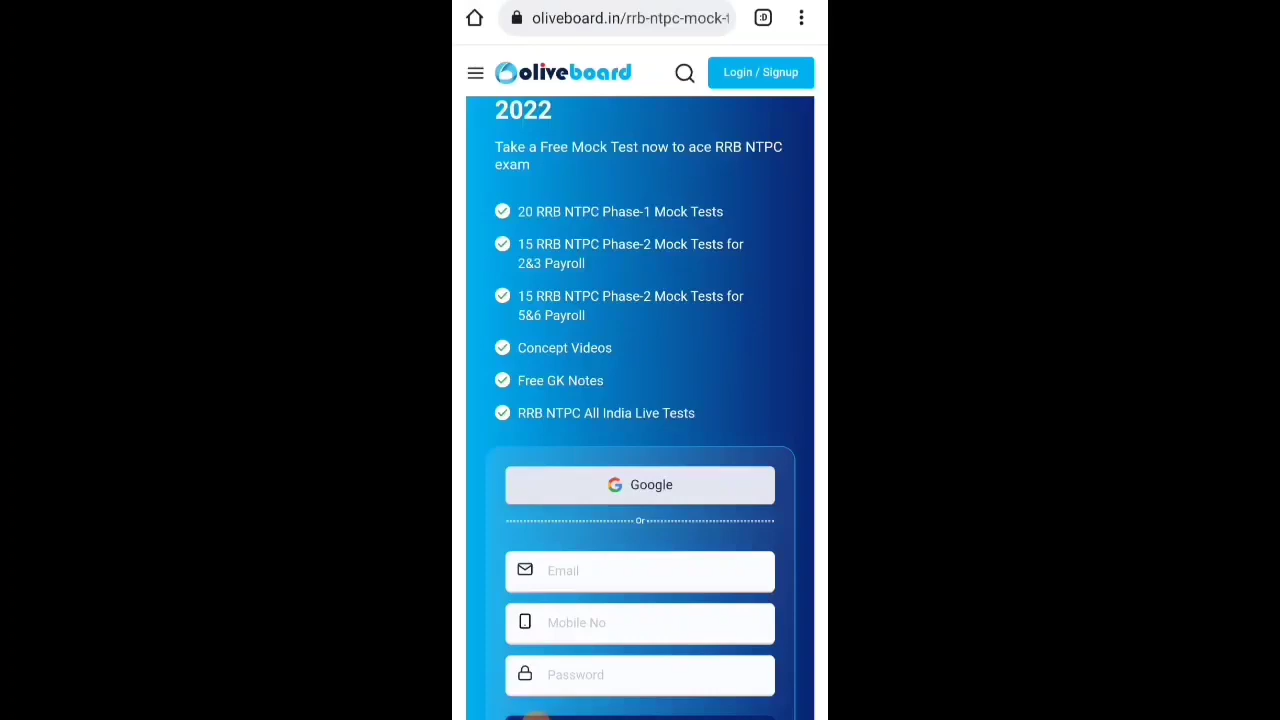 oliveboard.in/rrb-ntpc-mock-t
:D
oliveboard
Login / Signup
2022
Take a Free Mock Test now to ace RRB NTPC
exam
20 RRB NTPC Phase-1 Mock Tests
15 RRB NTPC Phase-2 Mock Tests for
2&3 Payroll
15 RRB NTPC Phase-2 Mock Tests for
5&6 Payroll
Concept Videos
Free GK Notes
RRB NTPC All India Live Tests
Google
Or
Email
Mobile No
Password